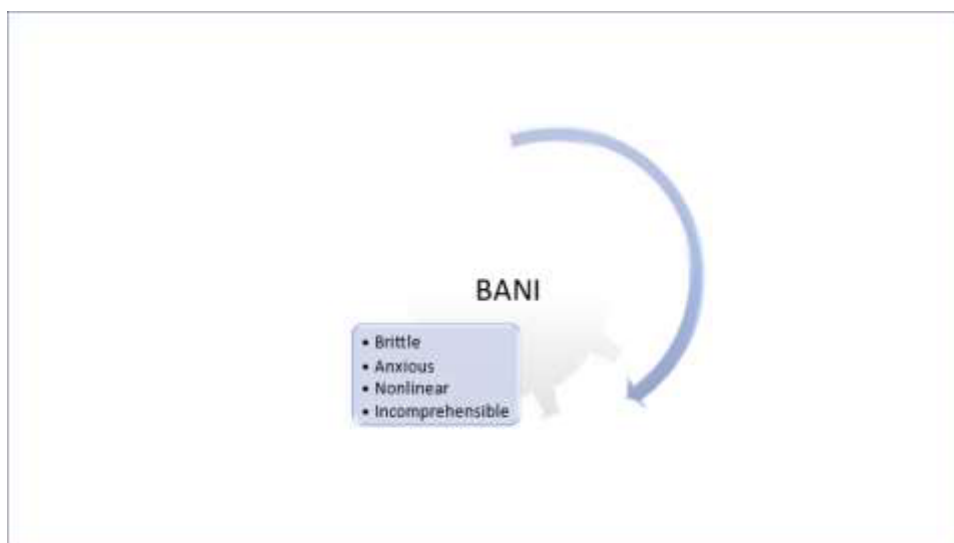 BANI
• Brittle
• Anxious
• Nonlinear
• Incomprehensible